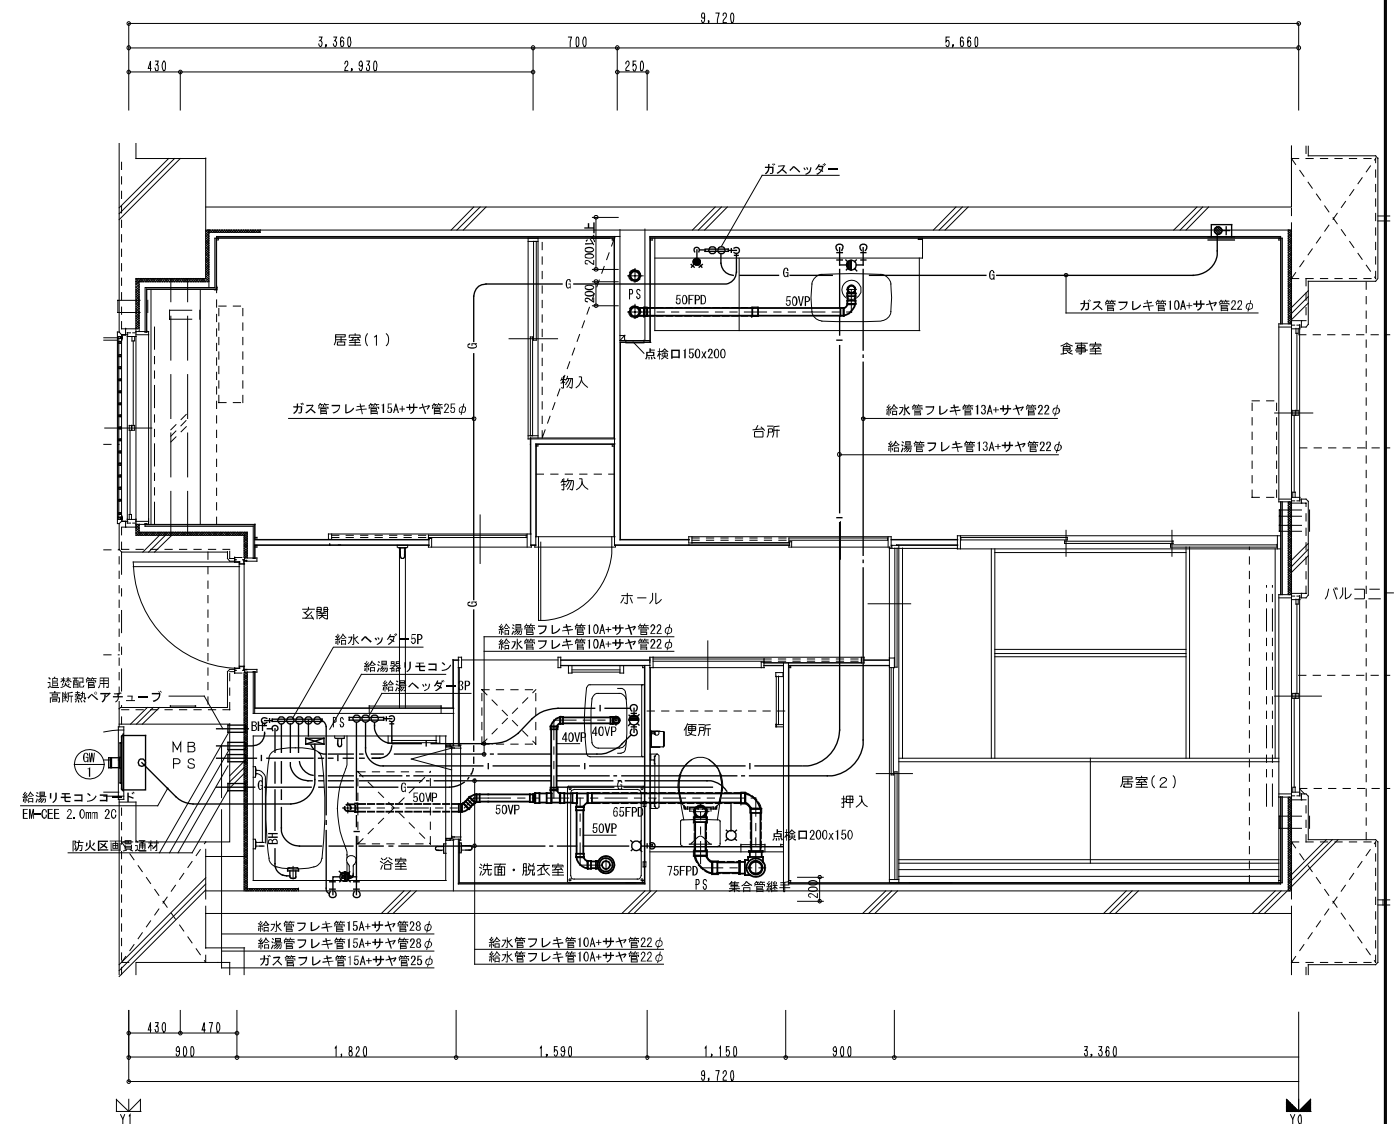 9,720
3,360
700
5,660
430
2,930
250
ガスヘッダー
200
PS
200
50FPD
50VP
G
G
G
ガス管フレキ管10A+サヤ管22φ
居室(1)
G
点検口150x200
食事室
物入
ガス管フレキ管15A+サヤ管25φ
給水管フレキ管13A+サヤ管22φ
台所
給湯管フレキ管13A+サヤ管22φ
物入
バルコニー
ホール
G
玄関
給湯管フレキ管10A+サヤ管22φ
給水管フレキ管10A+サヤ管22φ
給水ヘッダー5P
給湯器リモコン
追焚配管用
高断熱ペアチューブ
給湯ヘッダー3P
BH
PS
40VP
40VP
便所
MB
PS
GW
1
G
G
G
居室(2)
給湯リモコンコード
EM-CEE 2.0mm 2C
50VP
50VP
65FPD
押入
50VP
点検口200x150
BH
防火区画貫通材
浴室
洗面・脱衣室
75FPD
PS
集合管継手
200
給水管フレキ管15A+サヤ管28φ
給湯管フレキ管15A+サヤ管28φ
ガス管フレキ管15A+サヤ管25φ
給水管フレキ管10A+サヤ管22φ
給水管フレキ管10A+サヤ管22φ
430
470
900
1,820
1,590
1,150
900
3,360
9,720
Y1
Y0